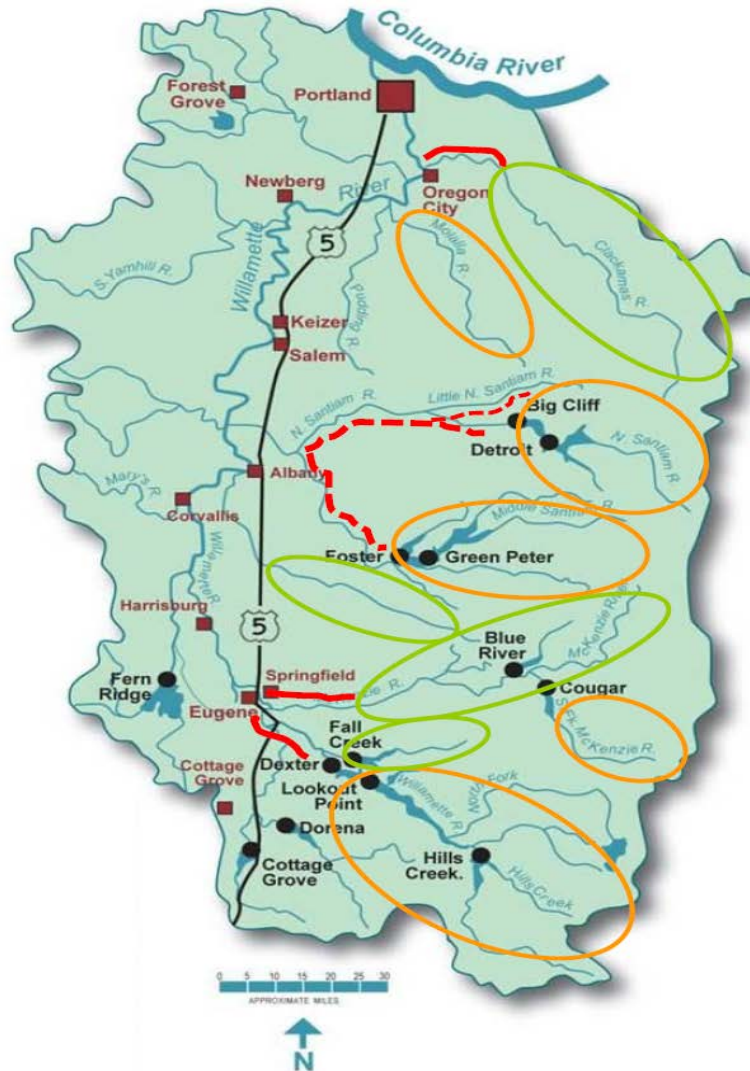 Columbia River
Forest
Grove
Portland
Newberg
River
Oregon
City
5
Willamette
S. Yamhill R.
Molalla R.
Clackamas R.
Pudding R.
Keizer
Salem
Little N. Santiam R.
N. Santiam R.
Big Cliff
Detroit
N. Santiam R.
Mary's R.
Albany
Corvallis
Middle Santiam R.
Foster
Green Peter
Willamette R.
Harrisburg
5
McKenzie River
Blue
River
Springfield
R.
Fern
Ridge
Eugene
Cougar
S. Fk. McKenzie R.
Fall
Creek
Cottage
Grove
Dexter
Lookout
Point
Willamette R.
North Fork
Dorena
Cottage
Grove
Hills
Creek.
Hills Creek
0 5 10 15 20 25 30
APPROXIMATE MILES
N